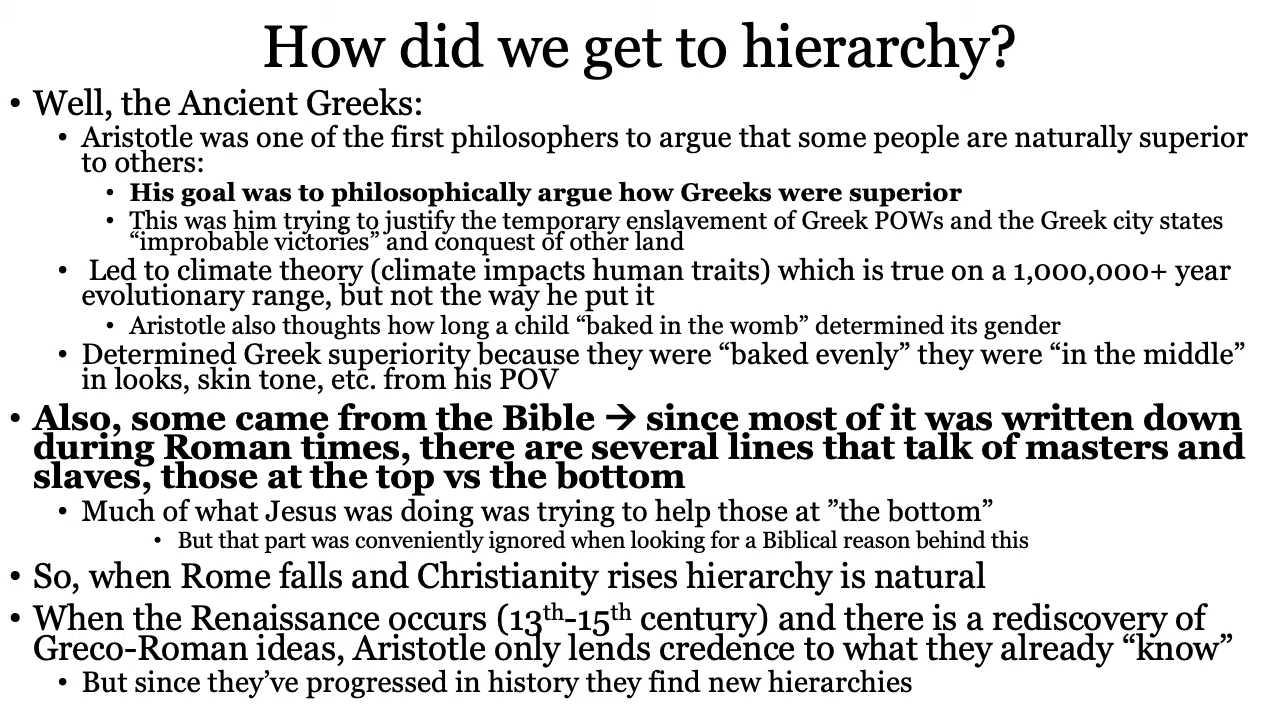 How did we get to hierarchy?
• Well, the Ancient Greeks:
• Aristotle was one of the first philosophers to argue that some people are naturally superior
to others:
• His goal was to philosophically argue how Greeks were superior
• This was him trying to justify the temporary enslavement of Greek POWs and the Greek city states
“improbable victories” and conquest of other land
• Led to climate theory (climate impacts human traits) which is true on a 1,000,000+ year
evolutionary range, but not the way he put it
• Aristotle also thoughts how long a child “baked in the womb” determined its gender
• Determined Greek superiority because they were “baked evenly” they were “in the middle”
in looks, skin tone, etc. from his POV
• Also, some came from the Bible → since most of it was written down
during Roman times, there are several lines that talk of masters and
slaves, those at the top vs the bottom
• Much of what Jesus was doing was trying to help those at ”the bottom”
• But that part was conveniently ignored when looking for a Biblical reason behind this
• So, when Rome falls and Christianity rises hierarchy is natural
• When the Renaissance occurs (13th-15th century) and there is a rediscovery of
Greco-Roman ideas, Aristotle only lends credence to what they already “know”
• But since they’ve progressed in history they find new hierarchies